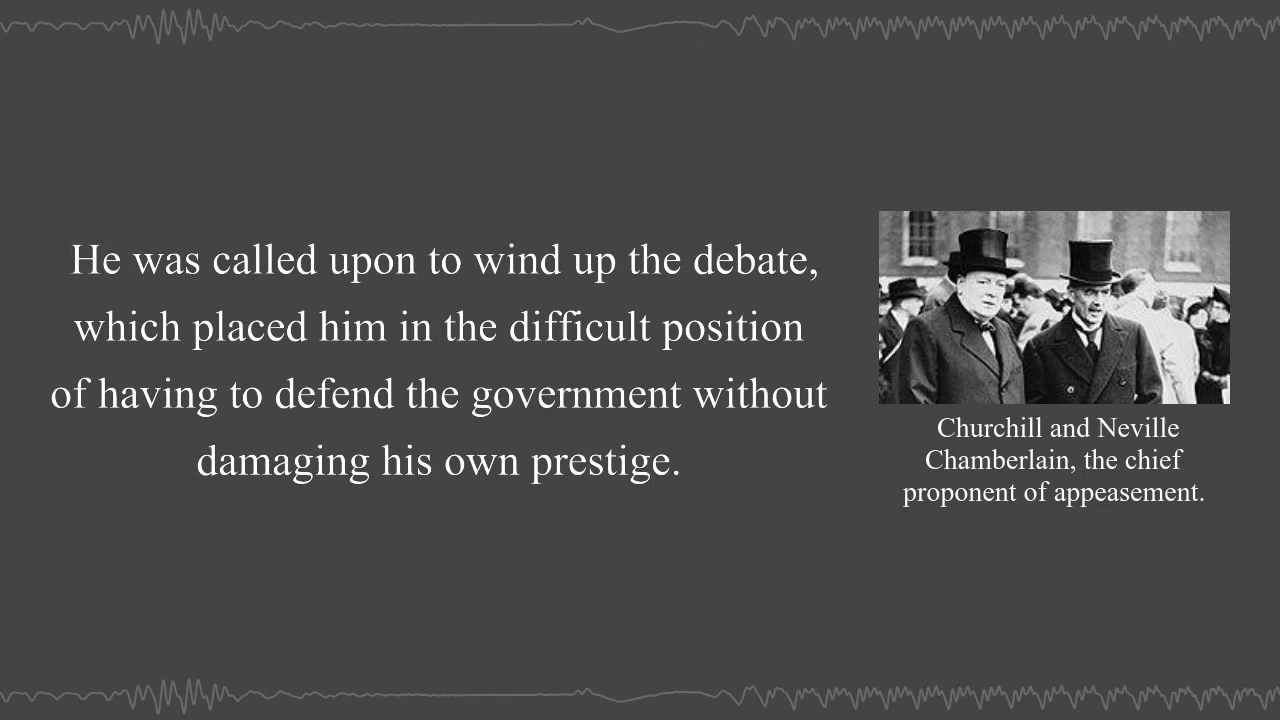 He was called upon to wind up the debate,
which placed him in the difficult position
of having to defend the government without
damaging his own prestige.
Churchill and Neville
Chamberlain, the chief
proponent of appeasement.